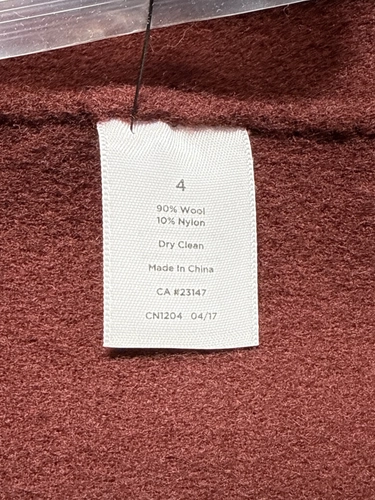 4
90% Wool
10% Nylon
Dry Clean
Made In China
CA #23147
CN1204 04/17